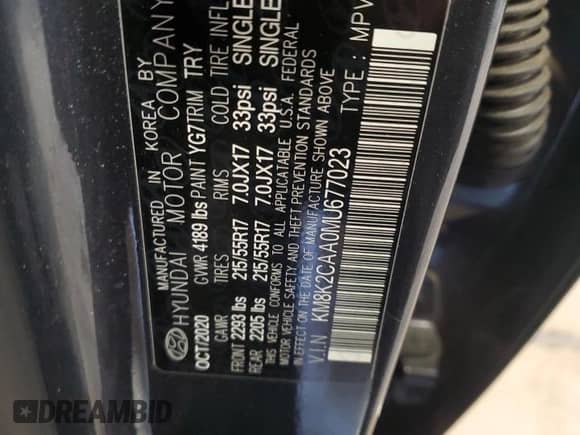 MANUFACTURED IN KOREA BY
HYUNDAI MOTOR COMPANY
OCT/2020 GVWR 4189 lbs PAINT YG7 TRIM TRY
GAWR TIRES RIMS COLD TIRE INFL
FRONT 2293 lbs 215/55R17 7.0JX17 33psi SINGLE
REAR 2205 lbs 215/55R17 7.0JX17 33psi SINGLE
THIS VEHICLE CONFORMS TO ALL APPLICABLE U.S.A. FEDERAL
MOTOR VEHICLE SAFETY, AND THEFT PREVENTION STANDARDS
IN EFFECT ON THE DATE OF MANUFACTURE SHOWN ABOVE
V.I.N KM8K2CAA0MU677023 TYPE : MPV
DREAMBID